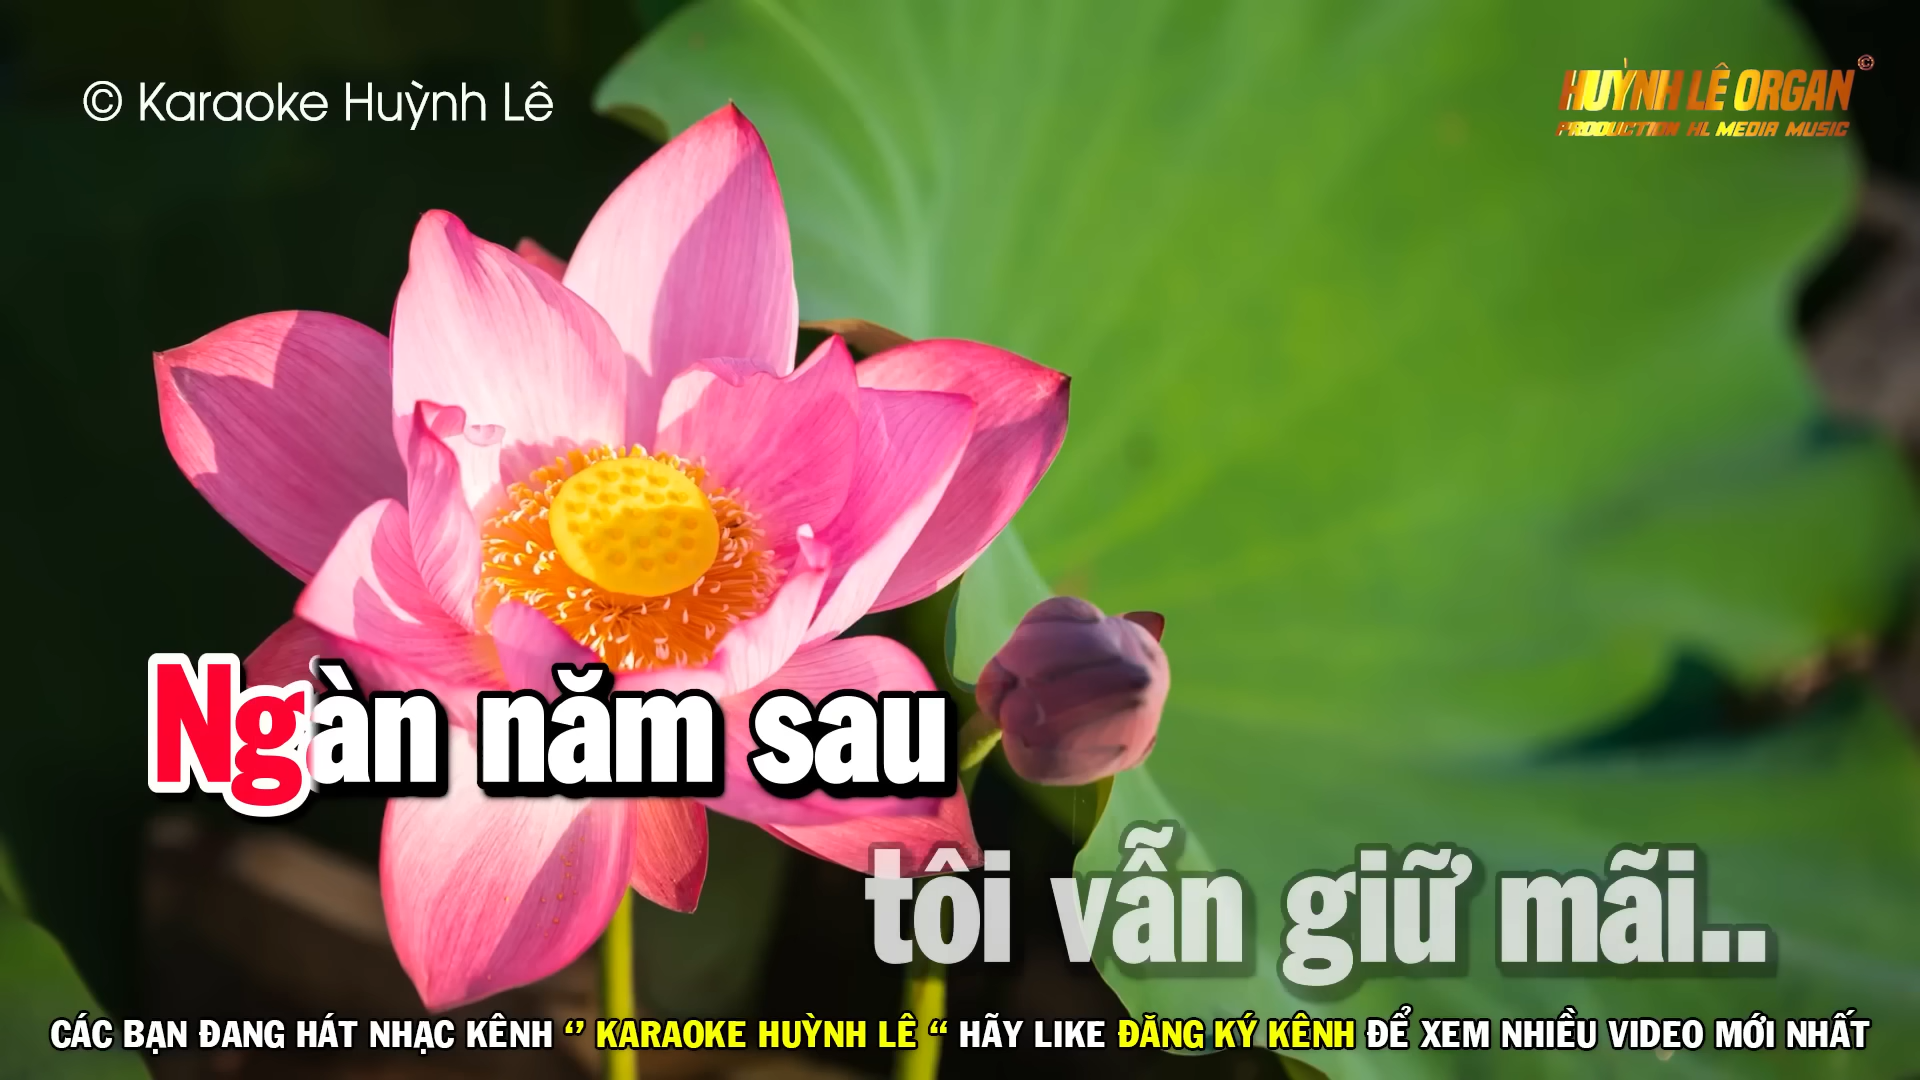 © Karaoke Huỳnh Lê
HUỲNH LÊ ORGAN ©
PRODUCTION HL MEDIA MUSIC
Ngàn năm sau
tôi vẫn giữ mãi..
CÁC BẠN ĐANG HÁT NHẠC KÊNH ‘’ KARAOKE HUỲNH LÊ “ HÃY LIKE ĐĂNG KÝ KÊNH ĐỂ XEM NHIỀU VIDEO MỚI NHẤT